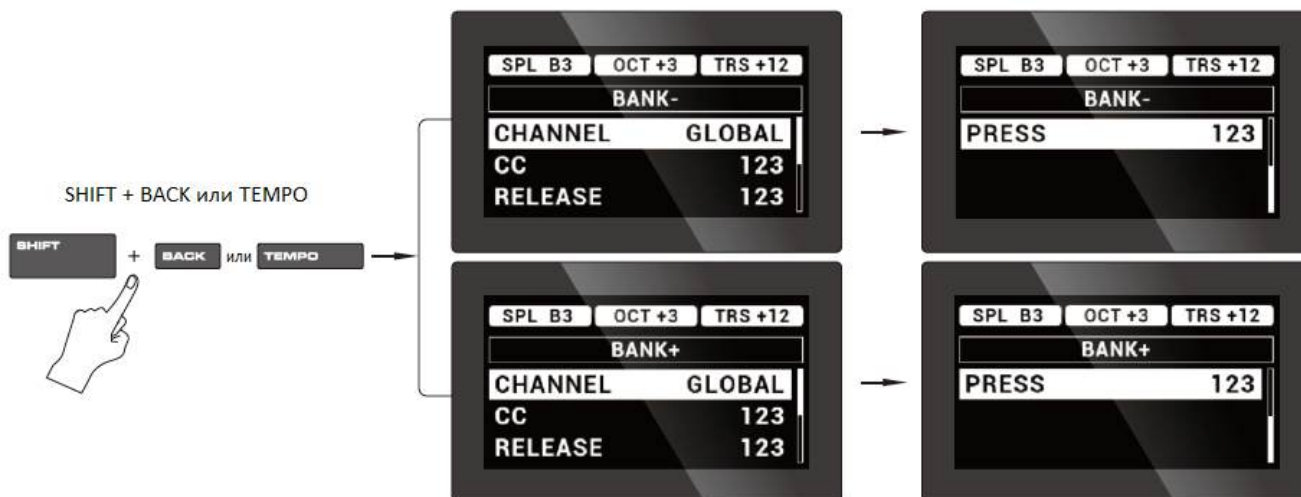 SHIFT + BACK или TEMPO
SHIFT + BACK или TEMPO
SPL B3 OCT +3 TRS +12
BANK-
CHANNEL GLOBAL
CC 123
RELEASE 123
SPL B3 OCT +3 TRS +12
BANK-
PRESS 123
SPL B3 OCT +3 TRS +12
BANK+
CHANNEL GLOBAL
CC 123
RELEASE 123
SPL B3 OCT +3 TRS +12
BANK+
PRESS 123